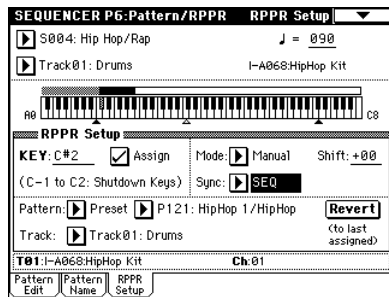 SEQUENCER P6:Pattern/RPPR RPPR Setup
S004: Hip Hop/Rap ♩ = 090
Track01: Drums I-A068:HipHop Kit
A0 C8
RPPR Setup
KEY: C#2 Assign Mode: Manual Shift: +00
(C-1 to C2: Shutdown Keys) Sync: SEQ
Pattern: Preset P121: HipHop 1/HipHop Revert
Track: Track01: Drums (to last assigned)
T01:I-A068:HipHop Kit Ch:01
Pattern Edit Pattern Name RPPR Setup